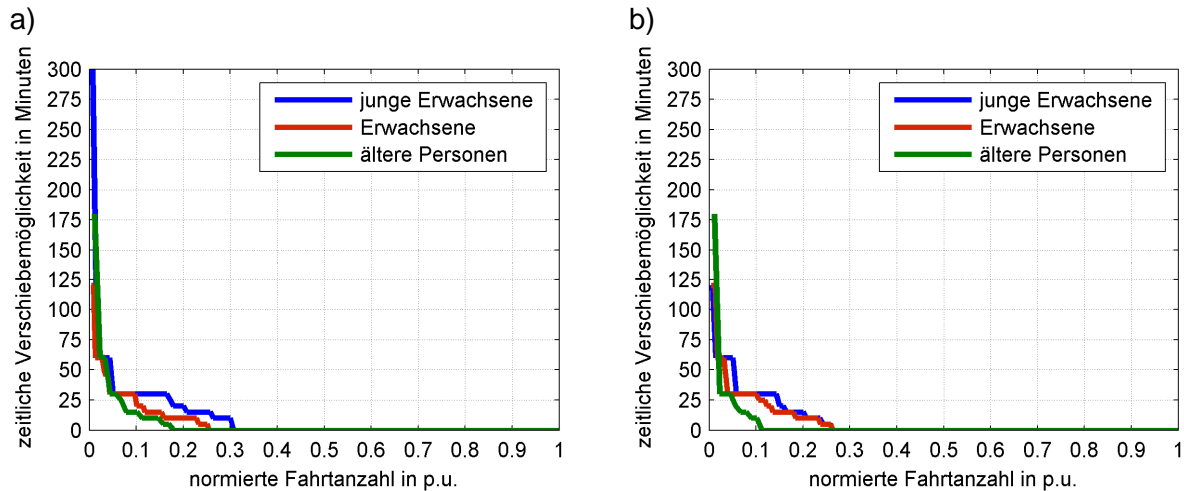 a)
zeitliche Verschiebemöglichkeit in Minuten
300
275
250
225
200
175
150
125
100
75
50
25
0
junge Erwachsene
Erwachsene
ältere Personen
0 0.1 0.2 0.3 0.4 0.5 0.6 0.7 0.8 0.9 1
normierte Fahrtanzahl in p.u.
b)
zeitliche Verschiebemöglichkeit in Minuten
300
275
250
225
200
175
150
125
100
75
50
25
0
junge Erwachsene
Erwachsene
ältere Personen
0 0.1 0.2 0.3 0.4 0.5 0.6 0.7 0.8 0.9 1
normierte Fahrtanzahl in p.u.